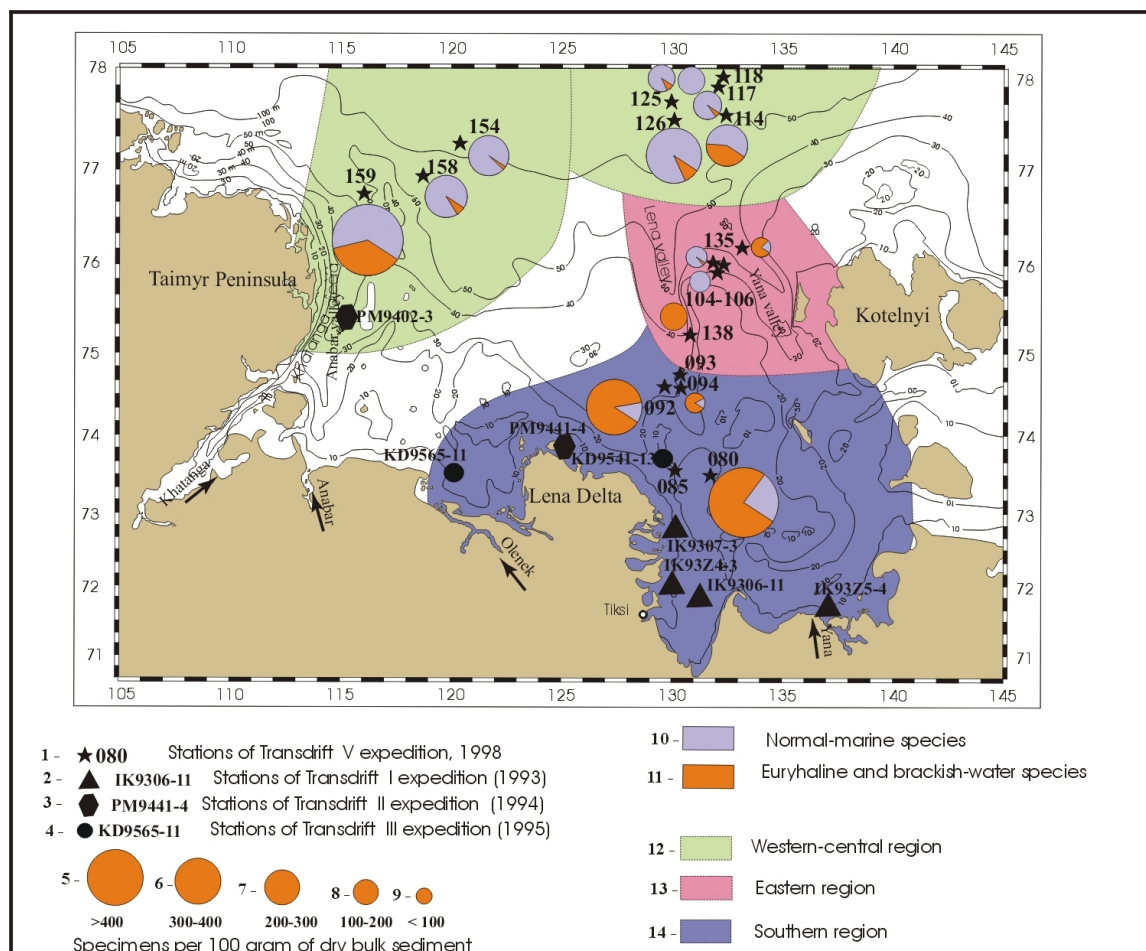 105 110 115 120 125 130 135 140 145
78 78
100 m
100
50 m
40 m
30 m
20 m
118
117
125
126
114
154
77 77
158
159
Lena valley
135
76 76
Taimyr Peninsula
Yana valley
Kotelnyi
104-106
PM9402-3
Anabar valley
138
75 75
093
094
092
PM9441-4
74 74
KD9565-11
KD9541-13
080
085
Khatanga
Anabar
Lena Delta
73 73
Olenek
IK9307-3
IK93Z4-3
IK9306-11
IK93Z5-4
72 72
Tiksi
Yana
71 71
105 110 115 120 125 130 135 140 145
1 - 080 Stations of Transdrift V expedition, 1998
2 - IK9306-11 Stations of Transdrift I expedition (1993)
3 - PM9441-4 Stations of Transdrift II expedition (1994)
4 - KD9565-11 Stations of Transdrift III expedition (1995)
5 - 6 - 7 - 8 - 9 -
>400 300-400 200-300 100-200 < 100
Specimens per 100 gram of dry bulk sediment
10 - Normal-marine species
11 - Euryhaline and brackish-water species
12 - Western-central region
13 - Eastern region
14 - Southern region